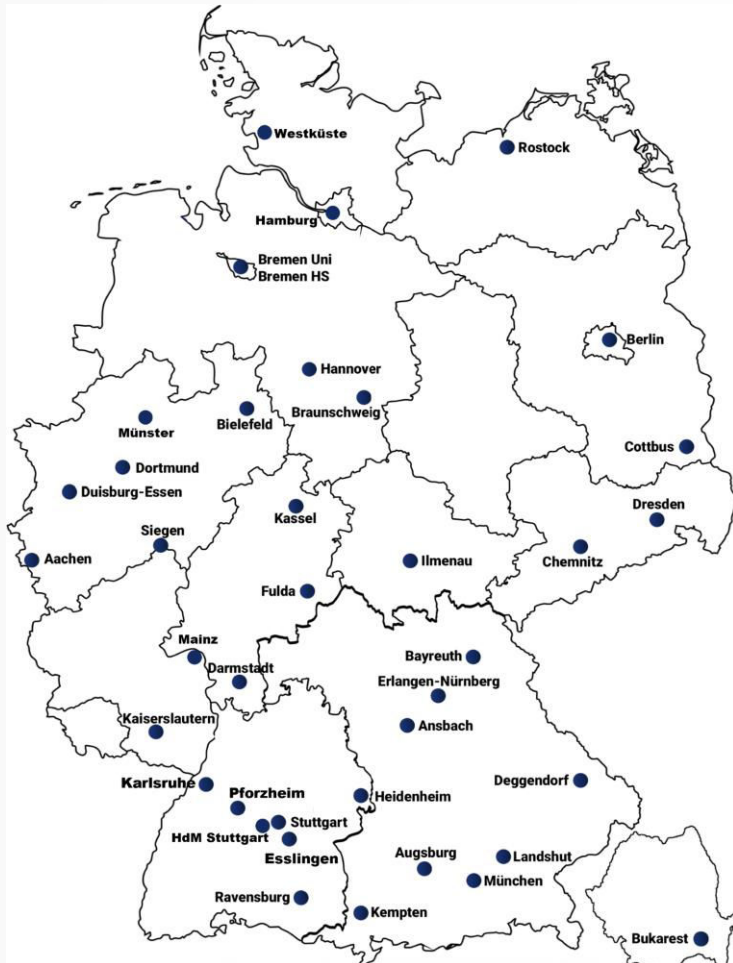 Westküste
Rostock
Hamburg
Bremen Uni
Bremen HS
Berlin
Hannover
Braunschweig
Bielefeld
Münster
Cottbus
Dortmund
Duisburg-Essen
Kassel
Dresden
Siegen
Aachen
Ilmenau
Chemnitz
Fulda
Mainz
Darmstadt
Bayreuth
Erlangen-Nürnberg
Kaiserslautern
Ansbach
Karlsruhe
Deggendorf
Pforzheim
Heidenheim
Stuttgart
HdM Stuttgart
Esslingen
Augsburg
Landshut
München
Ravensburg
Kempten
Bukarest